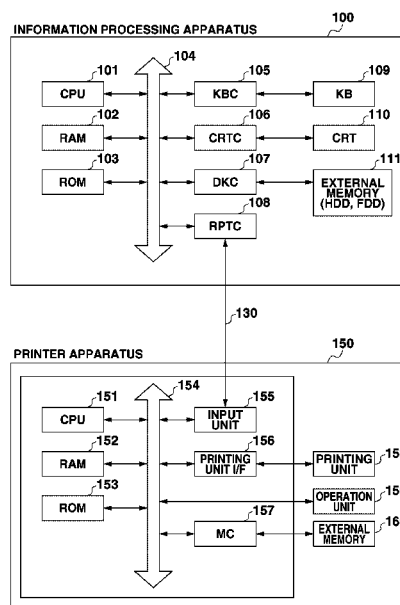 INFORMATION PROCESSING APPARATUS 100
101 104 105 109
CPU KBC KB
102 106 110
RAM CRTC CRT
103 107 111
ROM DKC EXTERNAL
MEMORY
(HDD, FDD)
108
RPTC
130
PRINTER APPARATUS 150
151 154 155
CPU INPUT
UNIT
152 156
RAM PRINTING
UNIT I/F
PRINTING
UNIT
153
ROM OPERATION
UNIT
157
MC EXTERNAL
MEMORY